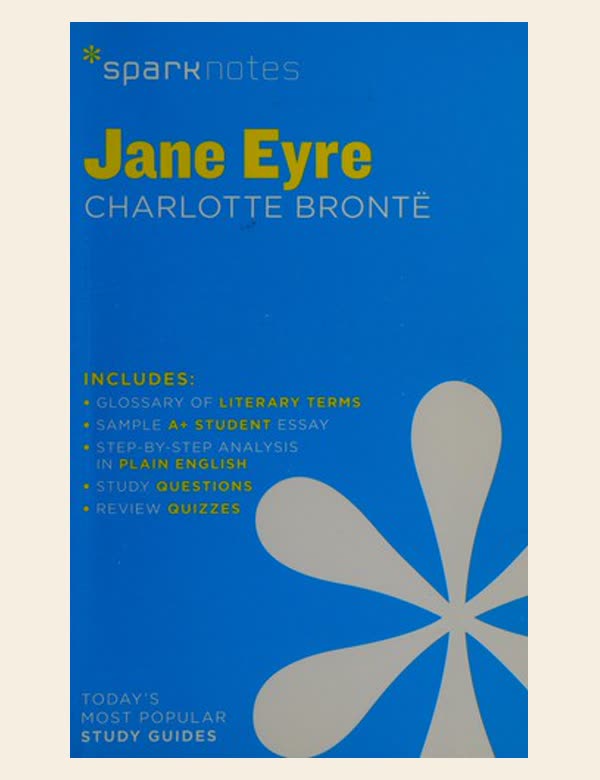 *sparknotes
Jane Eyre
CHARLOTTE BRONTË
INCLUDES:
• GLOSSARY OF LITERARY TERMS
• SAMPLE A+ STUDENT ESSAY
• STEP-BY-STEP ANALYSIS
IN PLAIN ENGLISH
• STUDY QUESTIONS
• REVIEW QUIZZES
TODAY'S
MOST POPULAR
STUDY GUIDES